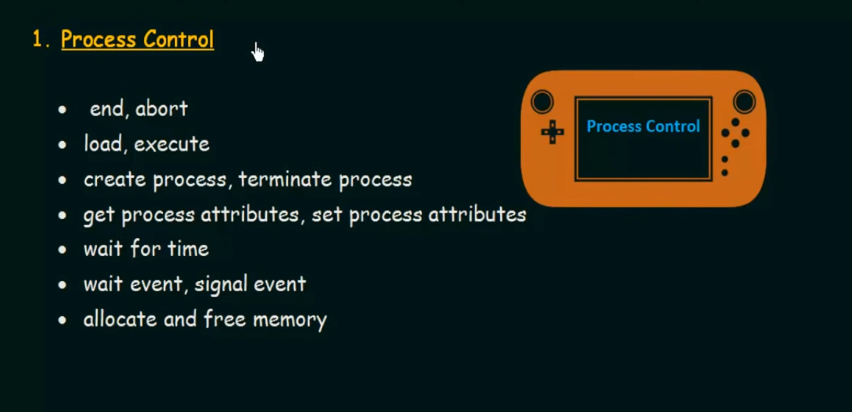 1. Process Control
Process Control
• end, abort
• load, execute
• create process, terminate process
• get process attributes, set process attributes
• wait for time
• wait event, signal event
• allocate and free memory